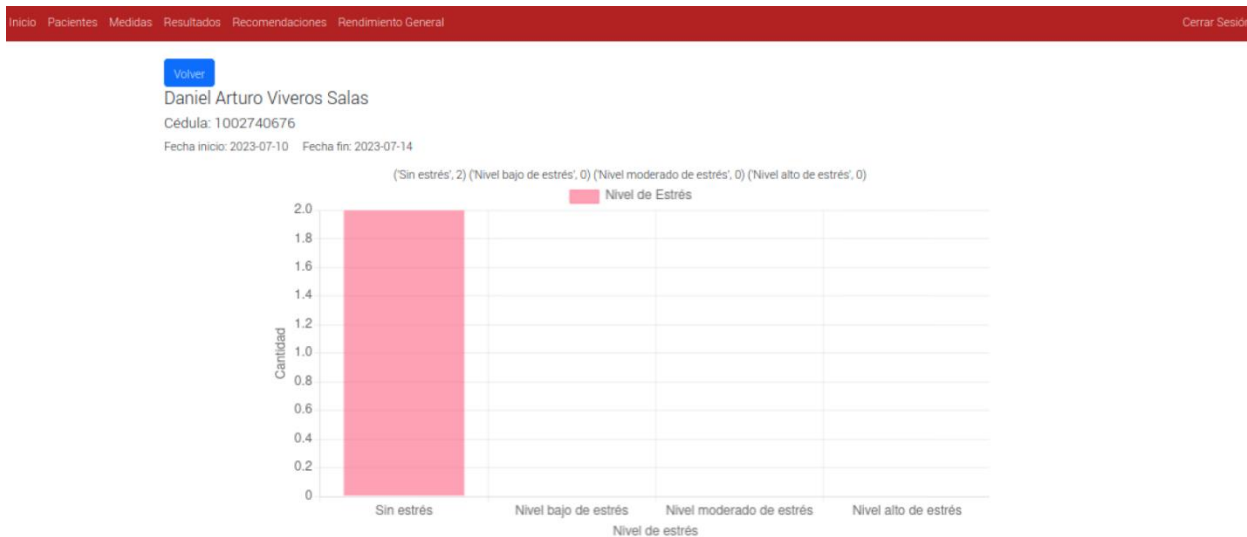 Inicio Pacientes Medidas Resultados Recomendaciones Rendimiento General Cerrar Sesión
Volver
Daniel Arturo Viveros Salas
Cédula: 1002740676
Fecha inicio: 2023-07-10 Fecha fin: 2023-07-14
('Sin estrés', 2) ('Nivel bajo de estrés', 0) ('Nivel moderado de estrés', 0) ('Nivel alto de estrés', 0)
Nivel de Estrés
Cantidad
2.0
1.8
1.6
1.4
1.2
1.0
0.8
0.6
0.4
0.2
0
Sin estrés Nivel bajo de estrés Nivel moderado de estrés Nivel alto de estrés
Nivel de estrés